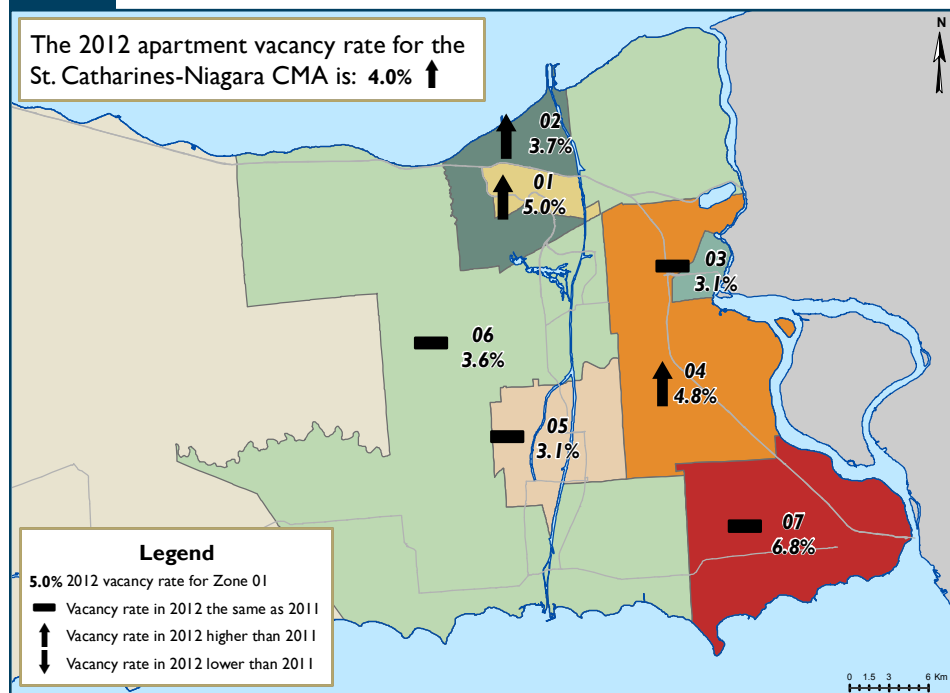 The 2012 apartment vacancy rate for the
St. Catharines-Niagara CMA is: 4.0%
N
02
3.7%
01
5.0%
03
3.1%
06
3.6%
04
4.8%
05
3.1%
07
6.8%
Legend
5.0% 2012 vacancy rate for Zone 01
Vacancy rate in 2012 the same as 2011
Vacancy rate in 2012 higher than 2011
Vacancy rate in 2012 lower than 2011
0 1.5 3 6 Km